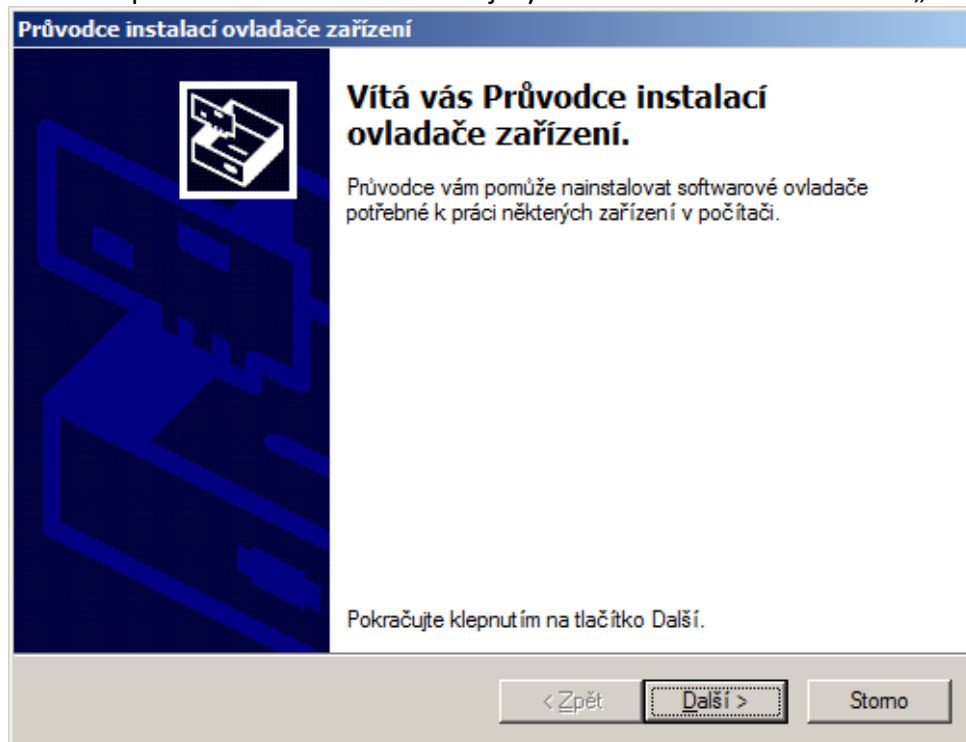 Průvodce instalací ovladače zařízení
Vítá vás Průvodce instalací
ovladače zařízení.
Průvodce vám pomůže nainstalovat softwarové ovladače
potřebné k práci některých zařízení v počítači.
Pokračujte klepnutím na tlačítko Další.
< Zpět
Další >
Storno